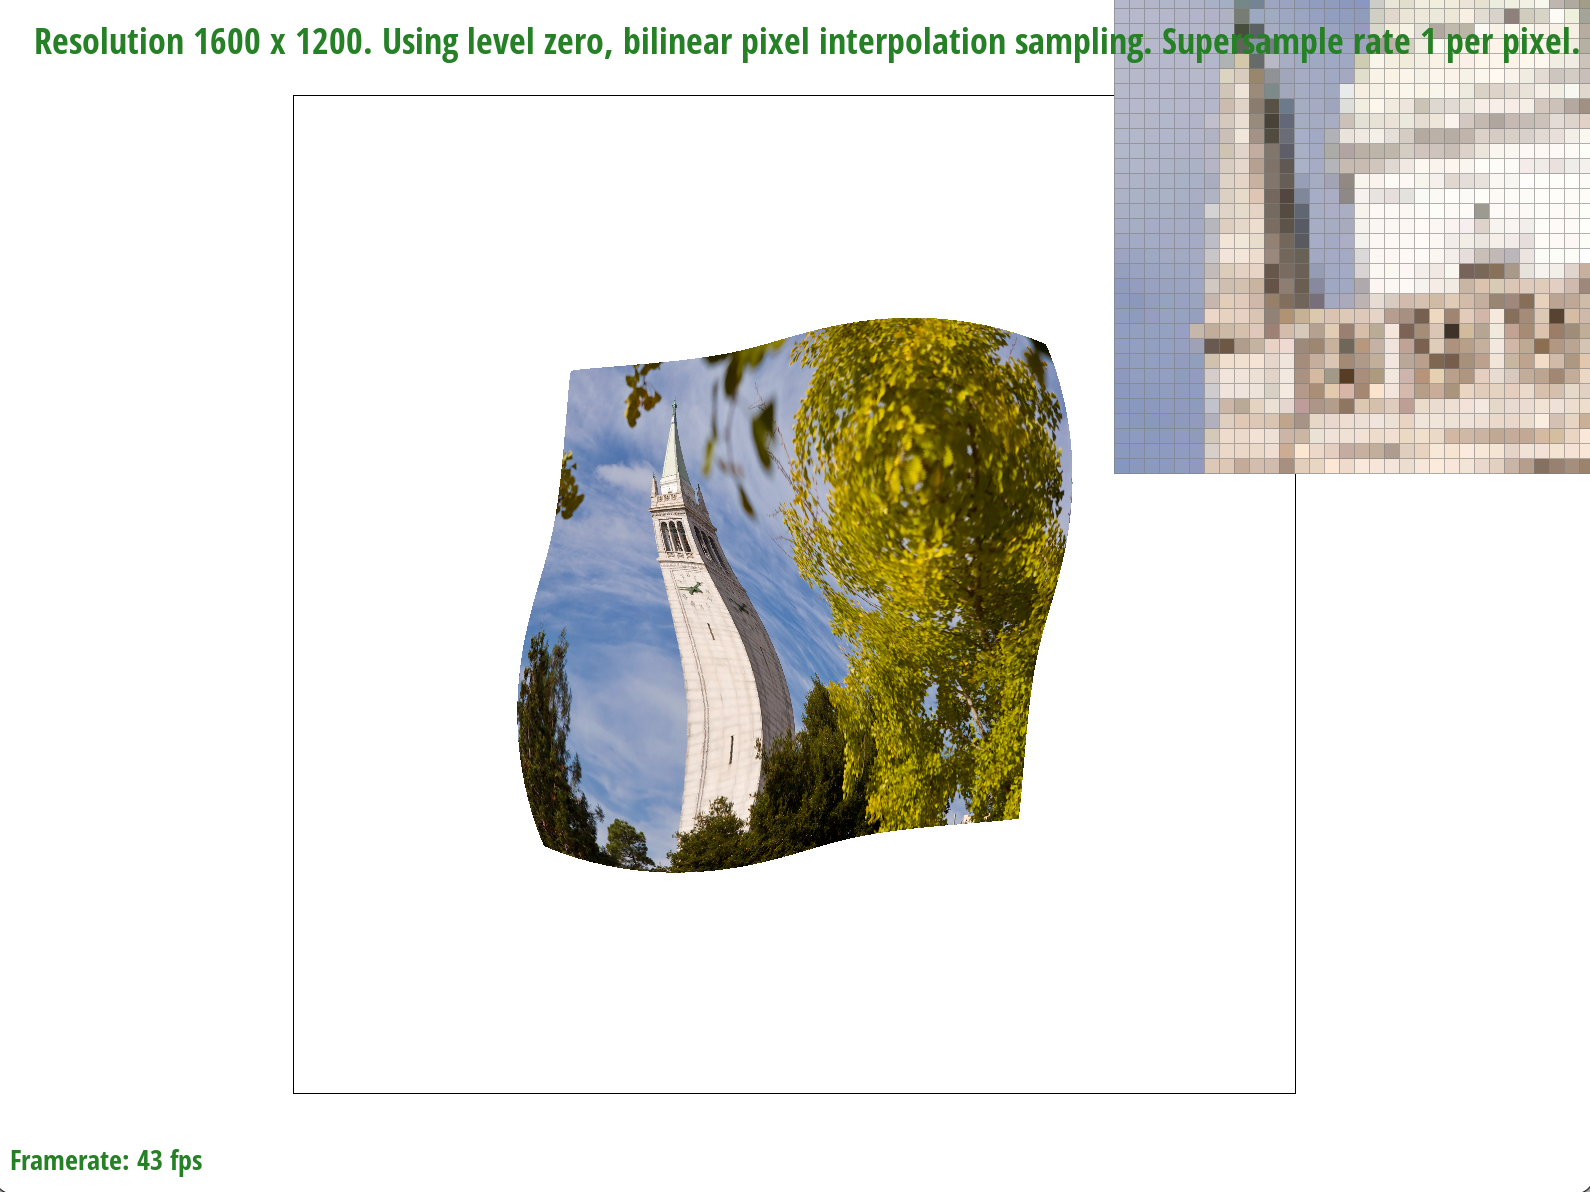 Resolution 1600 x 1200. Using level zero, bilinear pixel interpolation sampling. Supersample rate 1 per pixel.
Framerate: 43 fps